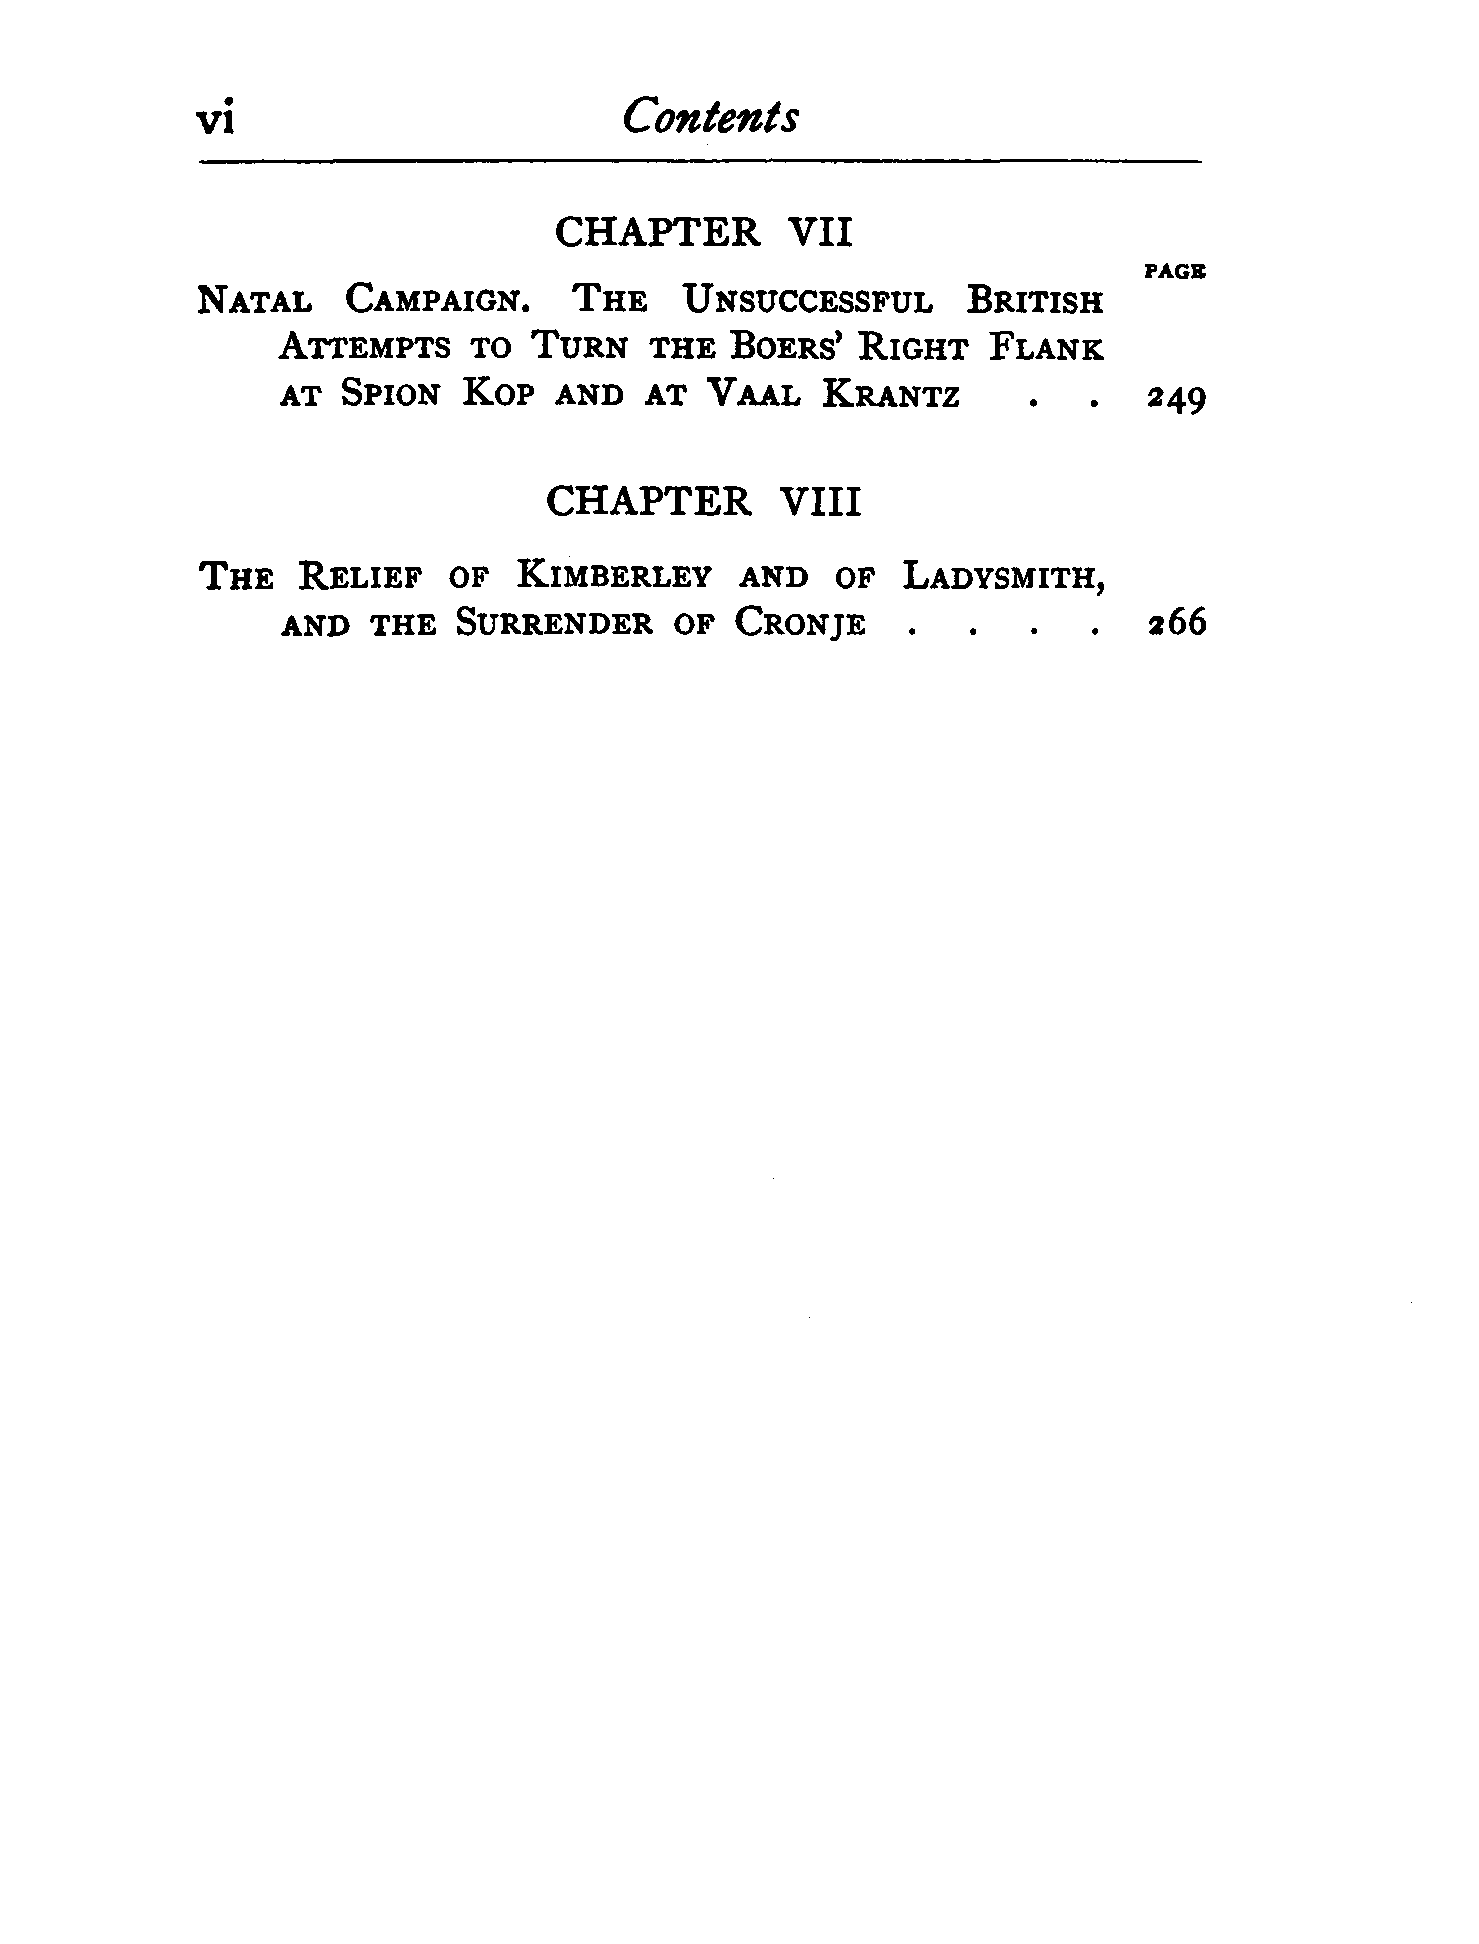 vi Contents
CHAPTER VII
PAGE
Natal Campaign. The Unsuccessful British
Attempts to Turn the Boers' Right Flank
at Spion Kop and at Vaal Krantz . . 249
CHAPTER VIII
The Relief of Kimberley and of Ladysmith,
and the Surrender of Cronje . . . . 266